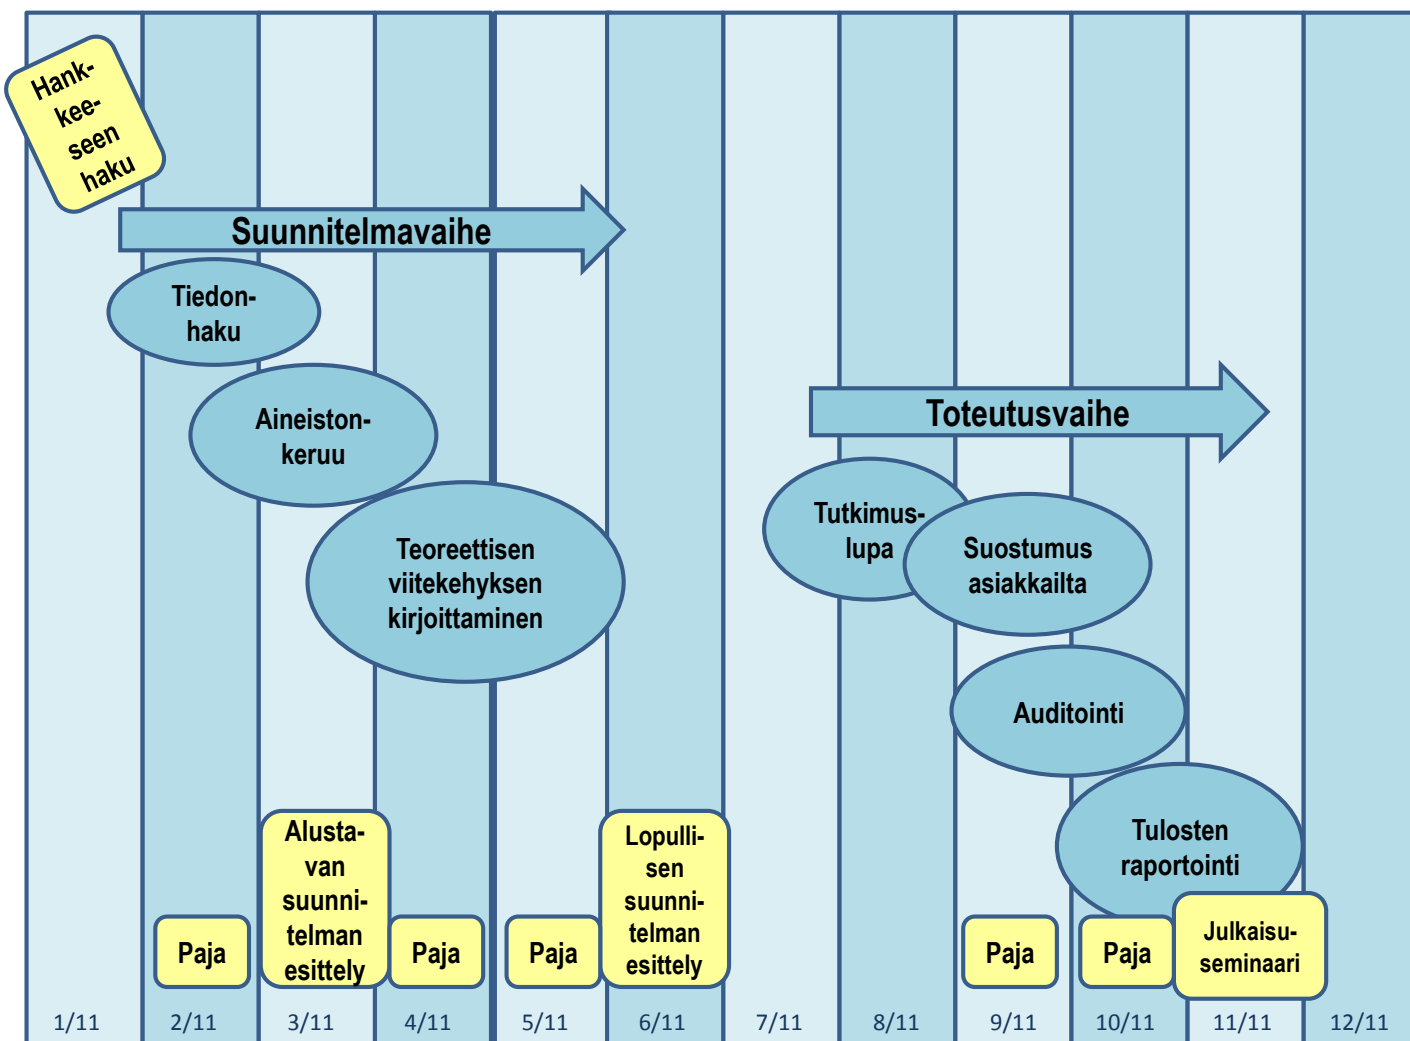 Hank-
kee-
seen
haku
Suunnitelmavaihe
Tiedon-
haku
Aineiston-
keruu
Teoreettisen
viitekehyksen
kirjoittaminen
Toteutusvaihe
Tutkimus-
lupa
Suostumus
asiakkailta
Auditointi
Tulosten
raportointi
Paja
Alusta-
van
suunni-
telman
esittely
Paja
Paja
Lopulli-
sen
suunni-
telman
esittely
Paja
Paja
Julkaisu-
seminaari
1/11 2/11 3/11 4/11 5/11 6/11 7/11 8/11 9/11 10/11 11/11 12/11